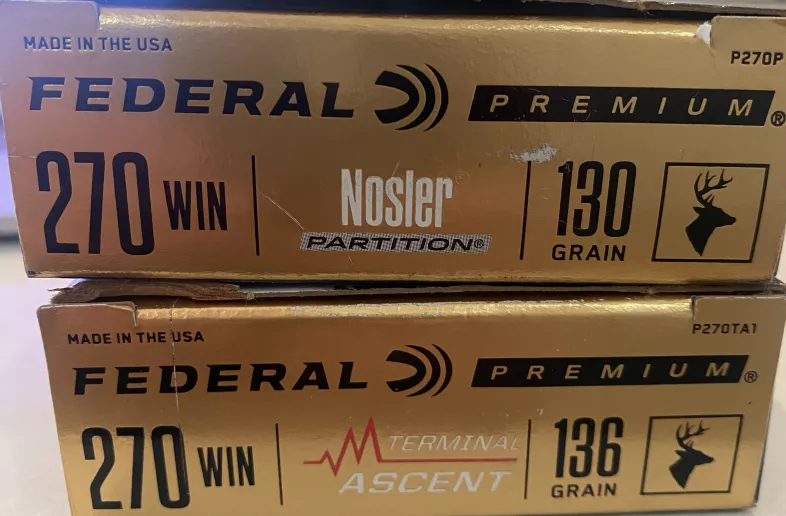 MADE IN THE USA
P270P
FEDERAL PREMIUM®
270 WIN
Nosler
PARTITION®
130
GRAIN
MADE IN THE USA
P270TA1
FEDERAL PREMIUM®
270 WIN
TERMINAL
ASCENT
136
GRAIN